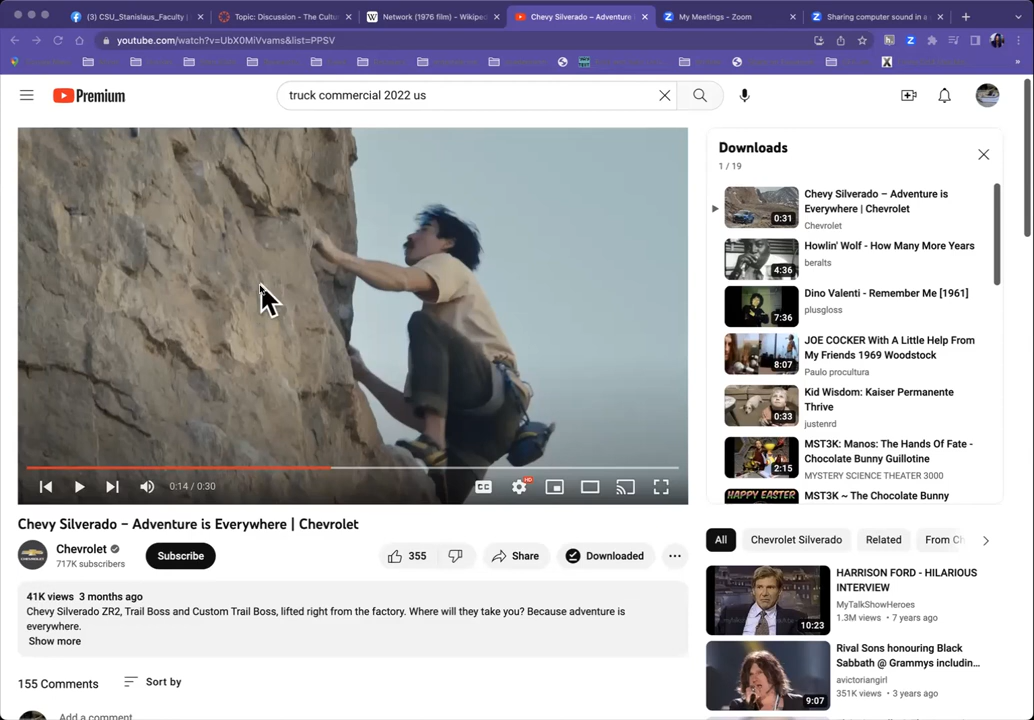 (3) CSU_Stanislaus_Faculty |
Topic: Discussion - The Cultu
Network (1976 film) - Wikiped
Chevy Silverado – Adventure
My Meetings - Zoom
Sharing computer sound in a
youtube.com/watch?v=UbX0MiVvams&list=PPSV
Premium
truck commercial 2022 us
Downloads
1 / 19
0:31
Chevy Silverado – Adventure is
Everywhere | Chevrolet
Chevrolet
4:36
Howlin' Wolf - How Many More Years
beralts
7:36
Dino Valenti - Remember Me [1961]
plusgloss
8:07
JOE COCKER With A Little Help From
My Friends 1969 Woodstock
Paulo procultura
0:33
Kid Wisdom: Kaiser Permanente
Thrive
justenrd
2:15
MST3K: Manos: The Hands Of Fate -
Chocolate Bunny Guillotine
MYSTERY SCIENCE THEATER 3000
HAPPY EASTER
MST3K ~ The Chocolate Bunny
0:14 / 0:30
CC
HD
Chevy Silverado – Adventure is Everywhere | Chevrolet
Chevrolet
717K subscribers
Subscribe
355
Share
Downloaded
41K views 3 months ago
Chevy Silverado ZR2, Trail Boss and Custom Trail Boss, lifted right from the factory. Where will they take you? Because adventure is
everywhere.
Show more
155 Comments
Sort by
Add a comment
All
Chevrolet Silverado
Related
From Ch
10:23
HARRISON FORD - HILARIOUS
INTERVIEW
MyTalkShowHeroes
1.3M views • 7 years ago
9:07
Rival Sons honouring Black
Sabbath @ Grammys includin...
avictoriangirl
351K views • 3 years ago